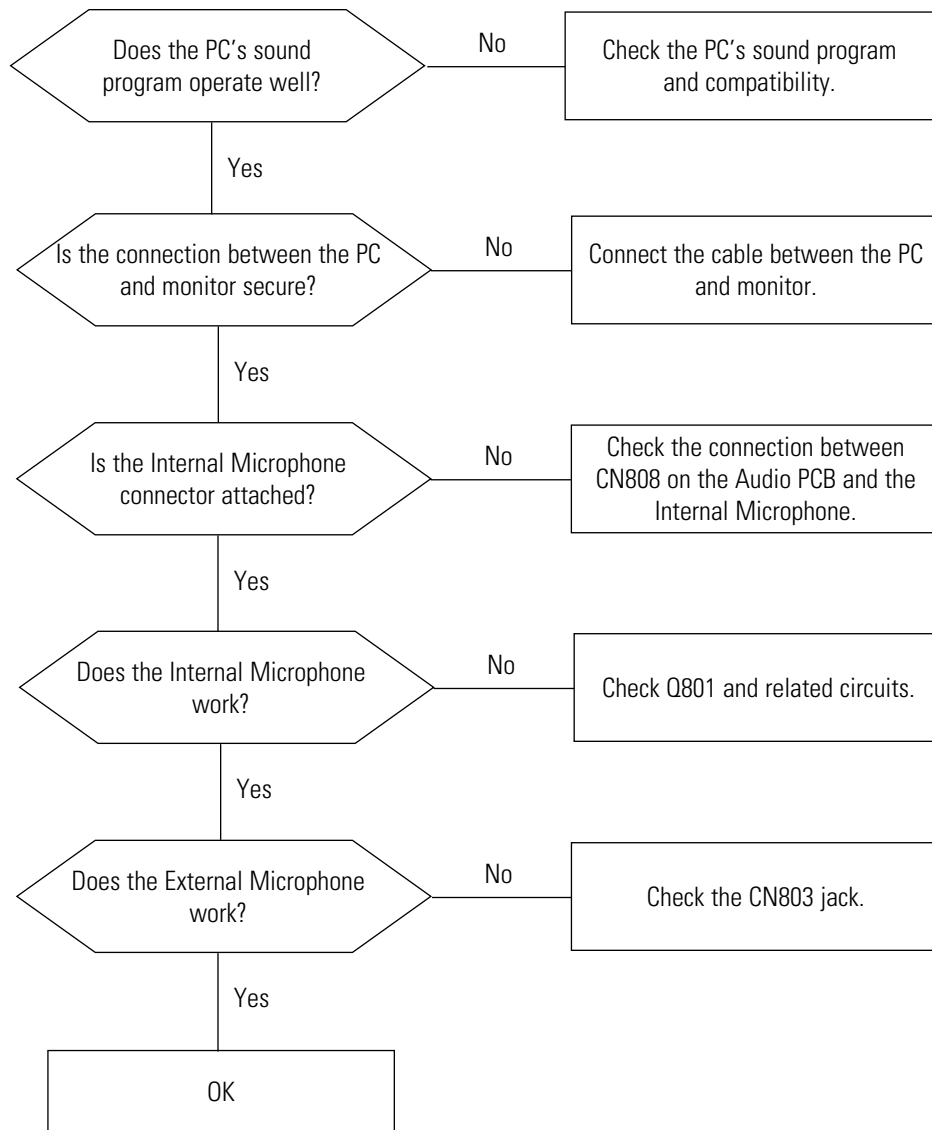 Does the PC’s sound
program operate well?
No
Check the PC’s sound program
and compatibility.
Yes
Is the connection between the PC
and monitor secure?
No
Connect the cable between the PC
and monitor.
Yes
Is the Internal Microphone
connector attached?
No
Check the connection between
CN808 on the Audio PCB and the
Internal Microphone.
Yes
Does the Internal Microphone
work?
No
Check Q801 and related circuits.
Yes
Does the External Microphone
work?
No
Check the CN803 jack.
Yes
OK